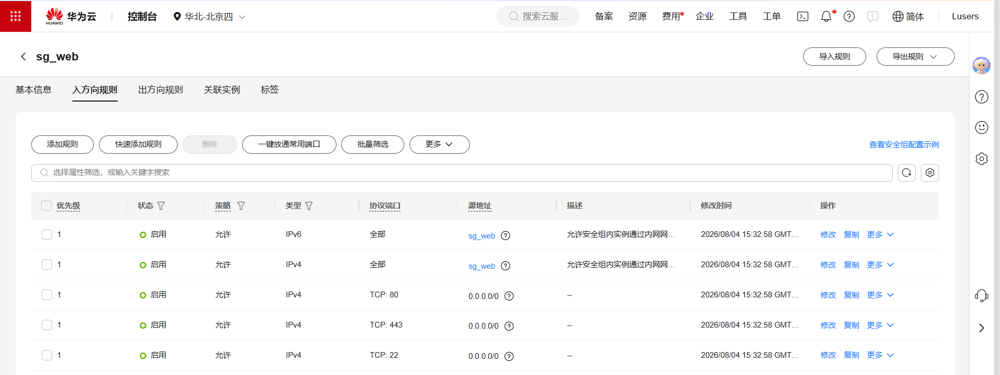 HUAWEI 华为云 控制台 华北-北京四 搜索云服... 备案 资源 费用 企业 工具 工单 简体 Lusers
sg_web 导入规则 导出规则
基本信息 入方向规则 出方向规则 关联实例 标签
添加规则 快速添加规则 删除 一键放通常用端口 批量筛选 更多 查看安全组配置示例
选择属性筛选，或输入关键字搜索
优先级 状态 策略 类型 协议端口 源地址 描述 修改时间 操作
1 启用 允许 IPv6 全部 sg_web 允许安全组内实例通过内网网... 2026/08/04 15:32:58 GMT... 修改 复制 更多
1 启用 允许 IPv4 全部 sg_web 允许安全组内实例通过内网网... 2026/08/04 15:32:58 GMT... 修改 复制 更多
1 启用 允许 IPv4 TCP: 80 0.0.0.0/0 -- 2026/08/04 15:32:58 GMT... 修改 复制 更多
1 启用 允许 IPv4 TCP: 443 0.0.0.0/0 -- 2026/08/04 15:32:58 GMT... 修改 复制 更多
1 启用 允许 IPv4 TCP: 22 0.0.0.0/0 -- 2026/08/04 15:32:58 GMT... 修改 复制 更多